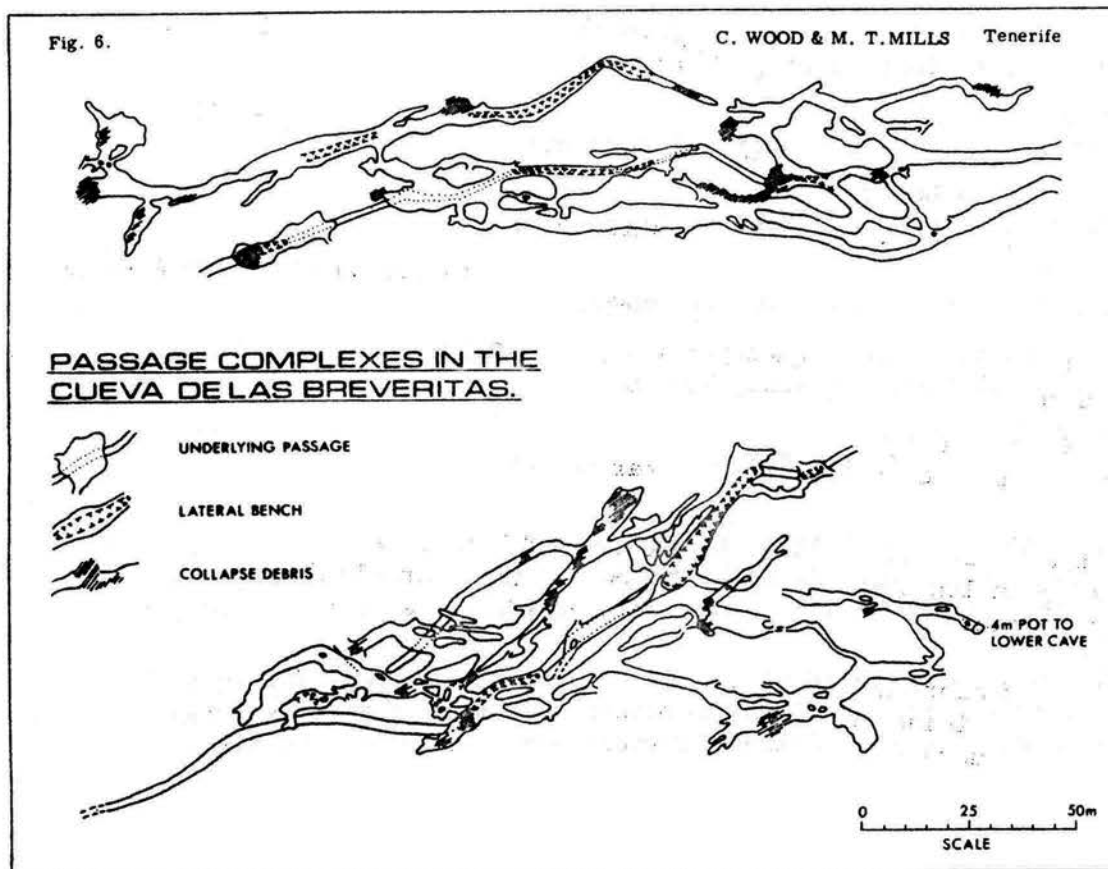 Fig. 6.
C. WOOD & M. T. MILLS Tenerife
PASSAGE COMPLEXES IN THE
CUEVA DE LAS BREVERITAS.
UNDERLYING PASSAGE
LATERAL BENCH
COLLAPSE DEBRIS
4m POT TO
LOWER CAVE
0 25 50m
SCALE